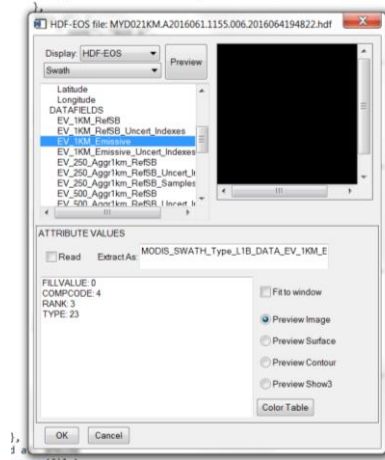 },
HDF-EOS file: MYD021KM.A2016061.1155.006.2016064194822.hdf
Display: HDF-EOS
Swath
Preview
Latitude
Longitude
DATAFIELDS
EV_1KM_RefSB
EV_1KM_RefSB_Uncert_Indexes
EV_1KM_Emissive
EV_1KM_Emissive_Uncert_Indexes
EV_250_Aggr1km_RefSB
EV_250_Aggr1km_RefSB_Uncert_I
EV_250_Aggr1km_RefSB_Samples
EV_500_Aggr1km_RefSB
EV_500_Aggr1km_RefSB_Uncert_I
ATTRIBUTE VALUES
Read Extract As: MODIS_SWATH_Type_L1B_DATA_EV_1KM_E
FILLVALUE: 0
COMPCODE: 4
RANK: 3
TYPE: 23
Fit to window
Preview Image
Preview Surface
Preview Contour
Preview Show3
Color Table
OK Cancel
},